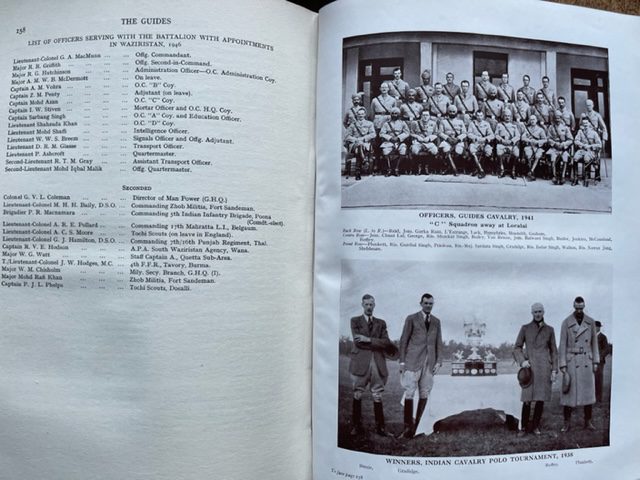 158
THE GUIDES
LIST OF OFFICERS SERVING WITH THE BATTALION WITH APPOINTMENTS
IN WAZIRISTAN, 1946
Lieutenant-Colonel G. A. MacMunn ... Offg. Commandant.
Major R. R. Griffith ... Offg. Second-in-Command.
Major R. G. Hutchinson ... Administration Officer—O.C. Administration Coy.
Major A. M. W. B. McDermott ... On leave.
Captain A. M. Vohra ... O.C. "B" Coy.
Captain Z. M. Peaty ... Adjutant (on leave).
Captain Mohd Azan ... O.C. "C" Coy.
Captain I. W. Stiven ... Mortar Officer and O.C. H.Q. Coy.
Captain Sarbang Singh ... O.C. "A" Coy, and Education Officer.
Lieutenant Shahzada Khan ... O.C. "D" Coy.
Lieutenant Mohd Shafi ... Intelligence Officer.
Lieutenant W. W. S. Breem ... Signals Officer and Offg. Adjutant.
Lieutenant D. R. M. Glasse ... Transport Officer.
Lieutenant P. Ashcroft ... Quartermaster.
Second-Lieutenant R. T. M. Gray ... Assistant Transport Officer.
Second-Lieutenant Mohd Iqbal Malik ... Offg. Quartermaster.
SECONDED
Colonel G. V. L. Coleman ... Director of Man Power (G.H.Q.)
Lieutenant-Colonel M. H. H. Baily, D.S.O. ... Commanding Zhob Militia, Fort Sandeman.
Brigadier P. R. Macnamara ... Commanding 5th Indian Infantry Brigade, Poona
(Comdt.-elect)
Lieutenant-Colonel A. R. E. Pollard ... Commanding 17th Mahratta L.I., Belgaum.
Lieutenant-Colonel A. C. S. Moore ... Tochi Scouts (on leave in England).
Lieutenant-Colonel G. J. Hamilton, D.S.O. ... Commanding 7th/16th Punjab Regiment, Thal.
Captain R. V. E. Hodson ... A.P.A. South Waziristan Agency, Wana.
Major W. G. Watt ... Staff Captain A., Quetta Sub-Area.
T./Lieutenant-Colonel J. W. Hodges, M.C. ... 4th F.F.R., Tavoy, Burma.
Major W. M. Chisholm ... Mily. Secy. Branch, G.H.Q. (I).
Major Mohd Rafi Khan ... Zhob Militia, Fort Sandeman.
Captain P. J. L. Phelps ... Tochi Scouts, Dosalli.
OFFICERS, GUIDES CAVALRY, 1941
"C" Squadron away at Loralai
WINNERS, INDIAN CAVALRY POLO TOURNAMENT, 1938
To face page 158